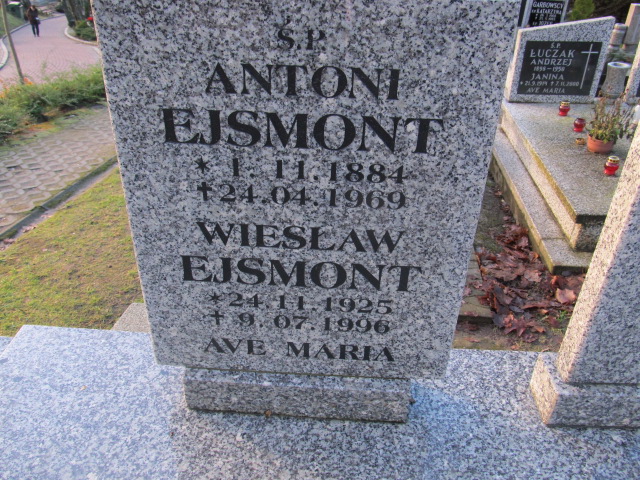 Ś.P.
ANTONI
EJSMONT
* 1. 11. 1884
† 24.04.1969
WIESŁAW
EJSMONT
*24.11.1925
† 9.07.1996
AVE MARIA
Ś.P.
ŁUCZAK
ANDRZEJ
JANINA
AVE MARIA
GARBOWSCY